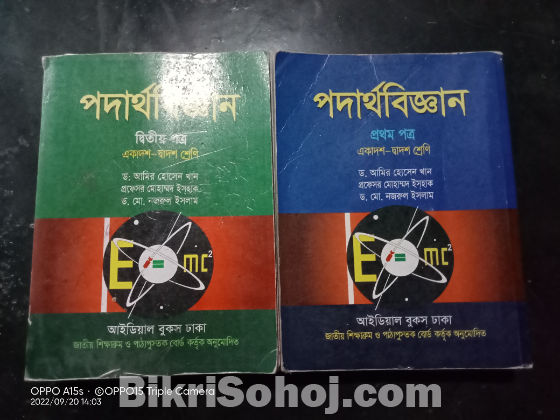 পদার্থবিজ্ঞান
দ্বিতীয় পত্র
একাদশ-দ্বাদশ শ্রেণি
ড: আমির হোসেন খান
প্রফেসর মোহাম্মদ ইসহাক
ড. মো. নজরুল ইসলাম
E=mc²
আইডিয়াল বুকস ঢাকা
জাতীয় শিক্ষাক্রম ও পাঠ্যপুস্তক বোর্ড কর্তৃক অনুমোদিত
পদার্থবিজ্ঞান
প্রথম পত্র
একাদশ-দ্বাদশ শ্রেণি
ড. আমির হোসেন খান
প্রফেসর মোহাম্মদ ইসহাক
ড. মো. নজরুল ইসলাম
E=mc²
আইডিয়াল বুকস ঢাকা
জাতীয় শিক্ষাক্রম ও পাঠ্যপুস্তক বোর্ড কর্তৃক অনুমোদিত
OPPO A15s · ©OPPO15 Triple Camera
2022/09/20 14:03
BikriSohoj.com